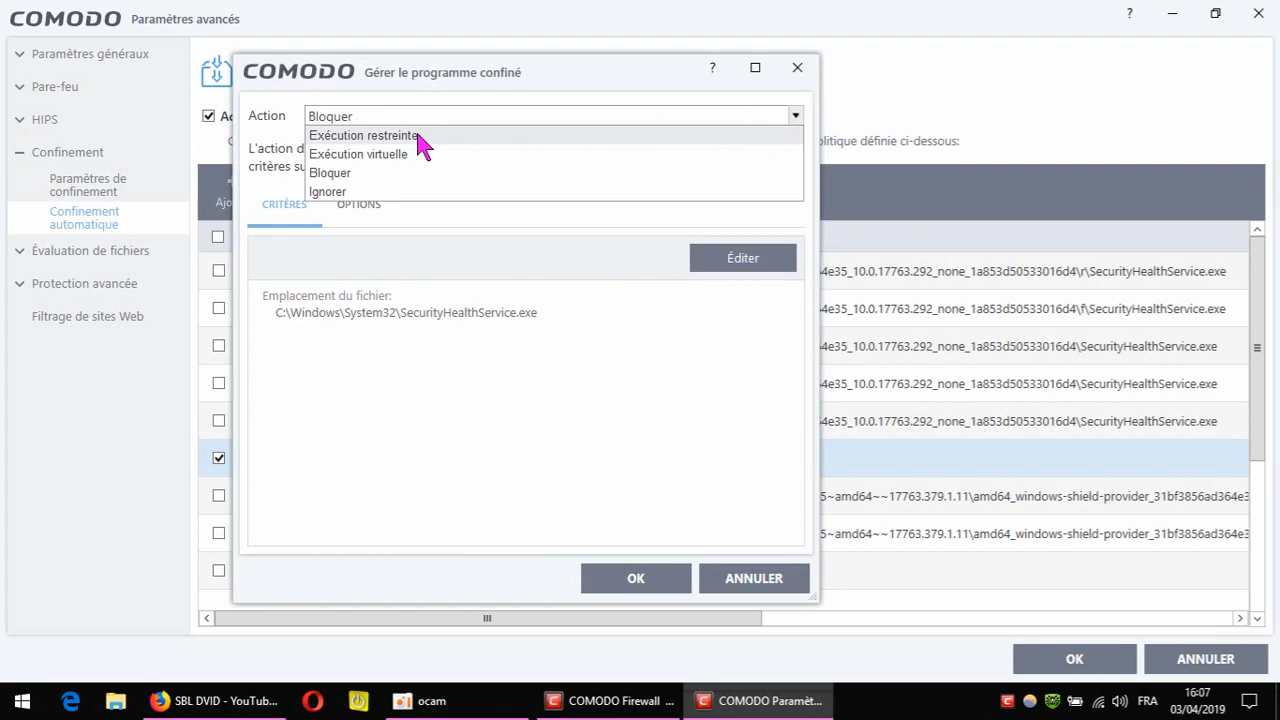 COMODO Paramètres avancés
?
Paramètres généraux
Pare-feu
HIPS
Confinement
Paramètres de
confinement
Confinement
automatique
Évaluation de fichiers
Protection avancée
Filtrage de sites Web
olitique définie ci-dessous:
4e35_10.0.17763.292_none_1a853d50533016d4\r\SecurityHealthService.exe
4e35_10.0.17763.292_none_1a853d50533016d4\f\SecurityHealthService.exe
4e35_10.0.17763.292_none_1a853d50533016d4\SecurityHealthService.exe
4e35_10.0.17763.292_none_1a853d50533016d4\SecurityHealthService.exe
4e35_10.0.17763.292_none_1a853d50533016d4\SecurityHealthService.exe
5~amd64~~17763.379.1.11\amd64_windows-shield-provider_31bf3856ad364e3
5~amd64~~17763.379.1.11\amd64_windows-shield-provider_31bf3856ad364e3
COMODO Gérer le programme confiné
?
Action Bloquer
Exécution restreinte
Exécution virtuelle
Bloquer
Ignorer
L'action d
critères su
CRITÈRES OPTIONS
Éditer
Emplacement du fichier:
C:\Windows\System32\SecurityHealthService.exe
OK ANNULER
OK ANNULER
SBL DVID - YouTub... ocam COMODO Firewall ... COMODO Paramèt... FRA 16:07
03/04/2019